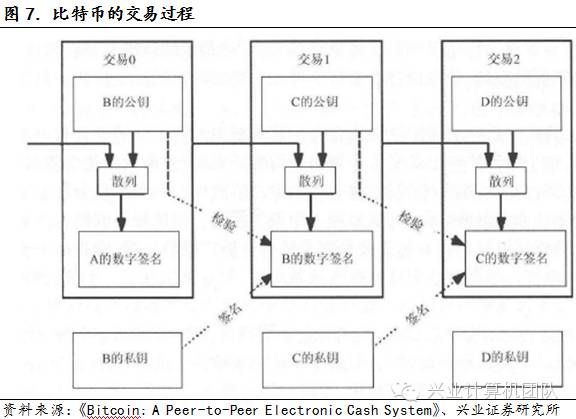 图 7. 比特币的交易过程
交易0
交易1
交易2
B的公钥
C的公钥
D的公钥
散列
散列
散列
检验
检验
A的数字签名
B的数字签名
C的数字签名
签名
签名
B的私钥
C的私钥
D的私钥
兴业计算机团队
资料来源：《Bitcoin: A Peer-to-Peer Electronic Cash System》、兴业证券研究所